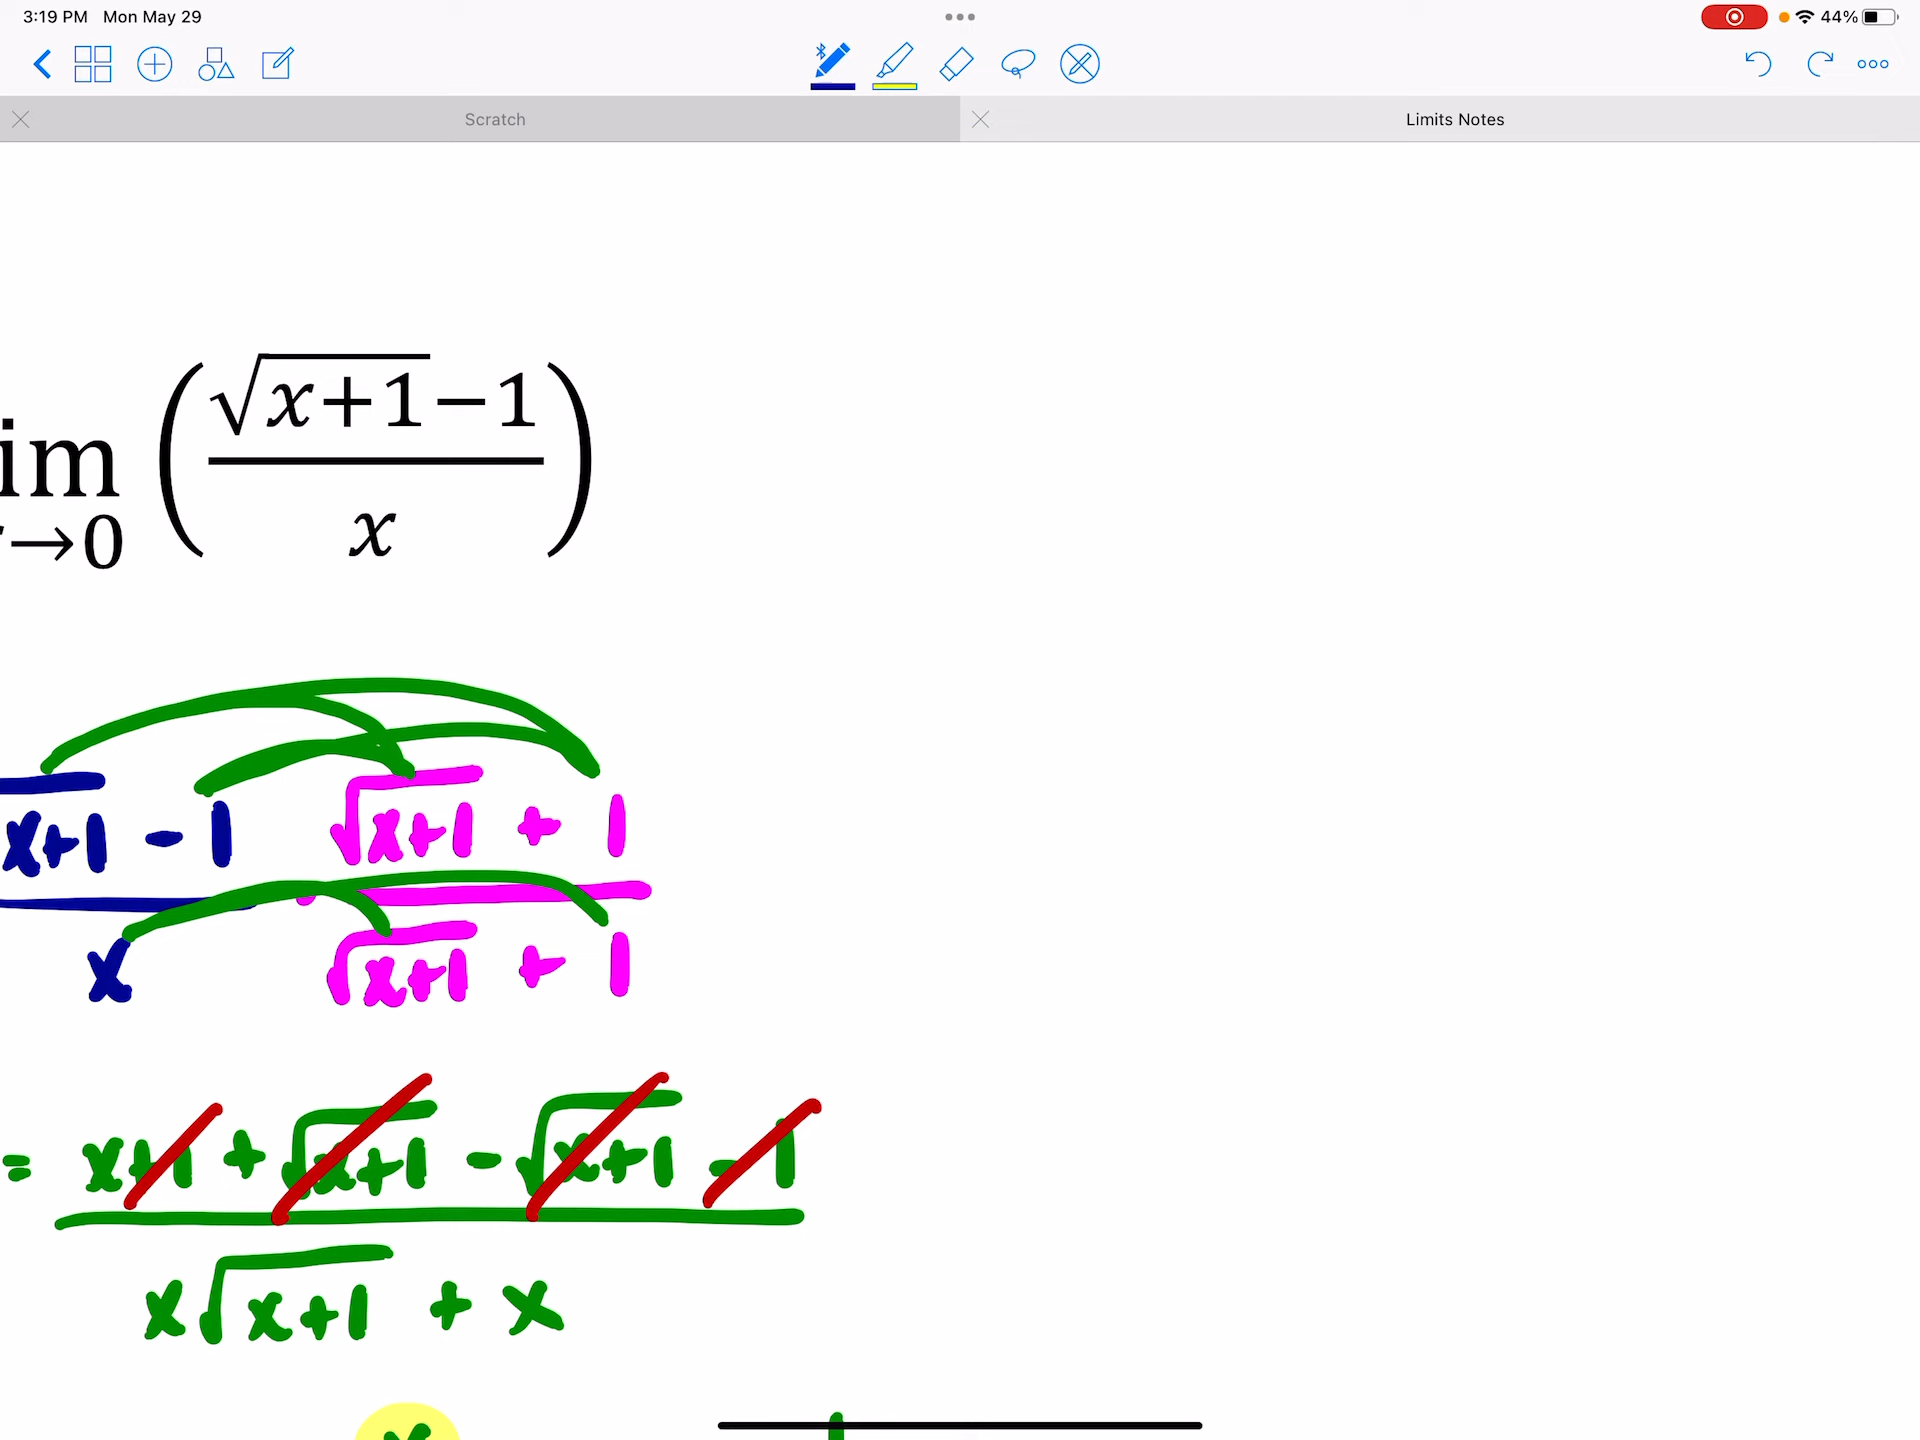 3:19 PM Mon May 29
44%
Scratch
Limits Notes
im (√x+1−1)
→0 x
x+1 - 1 √x+1 + 1
x √x+1 + 1
= x+1 + √x+1 - √x+1 - 1
x√x+1 + x